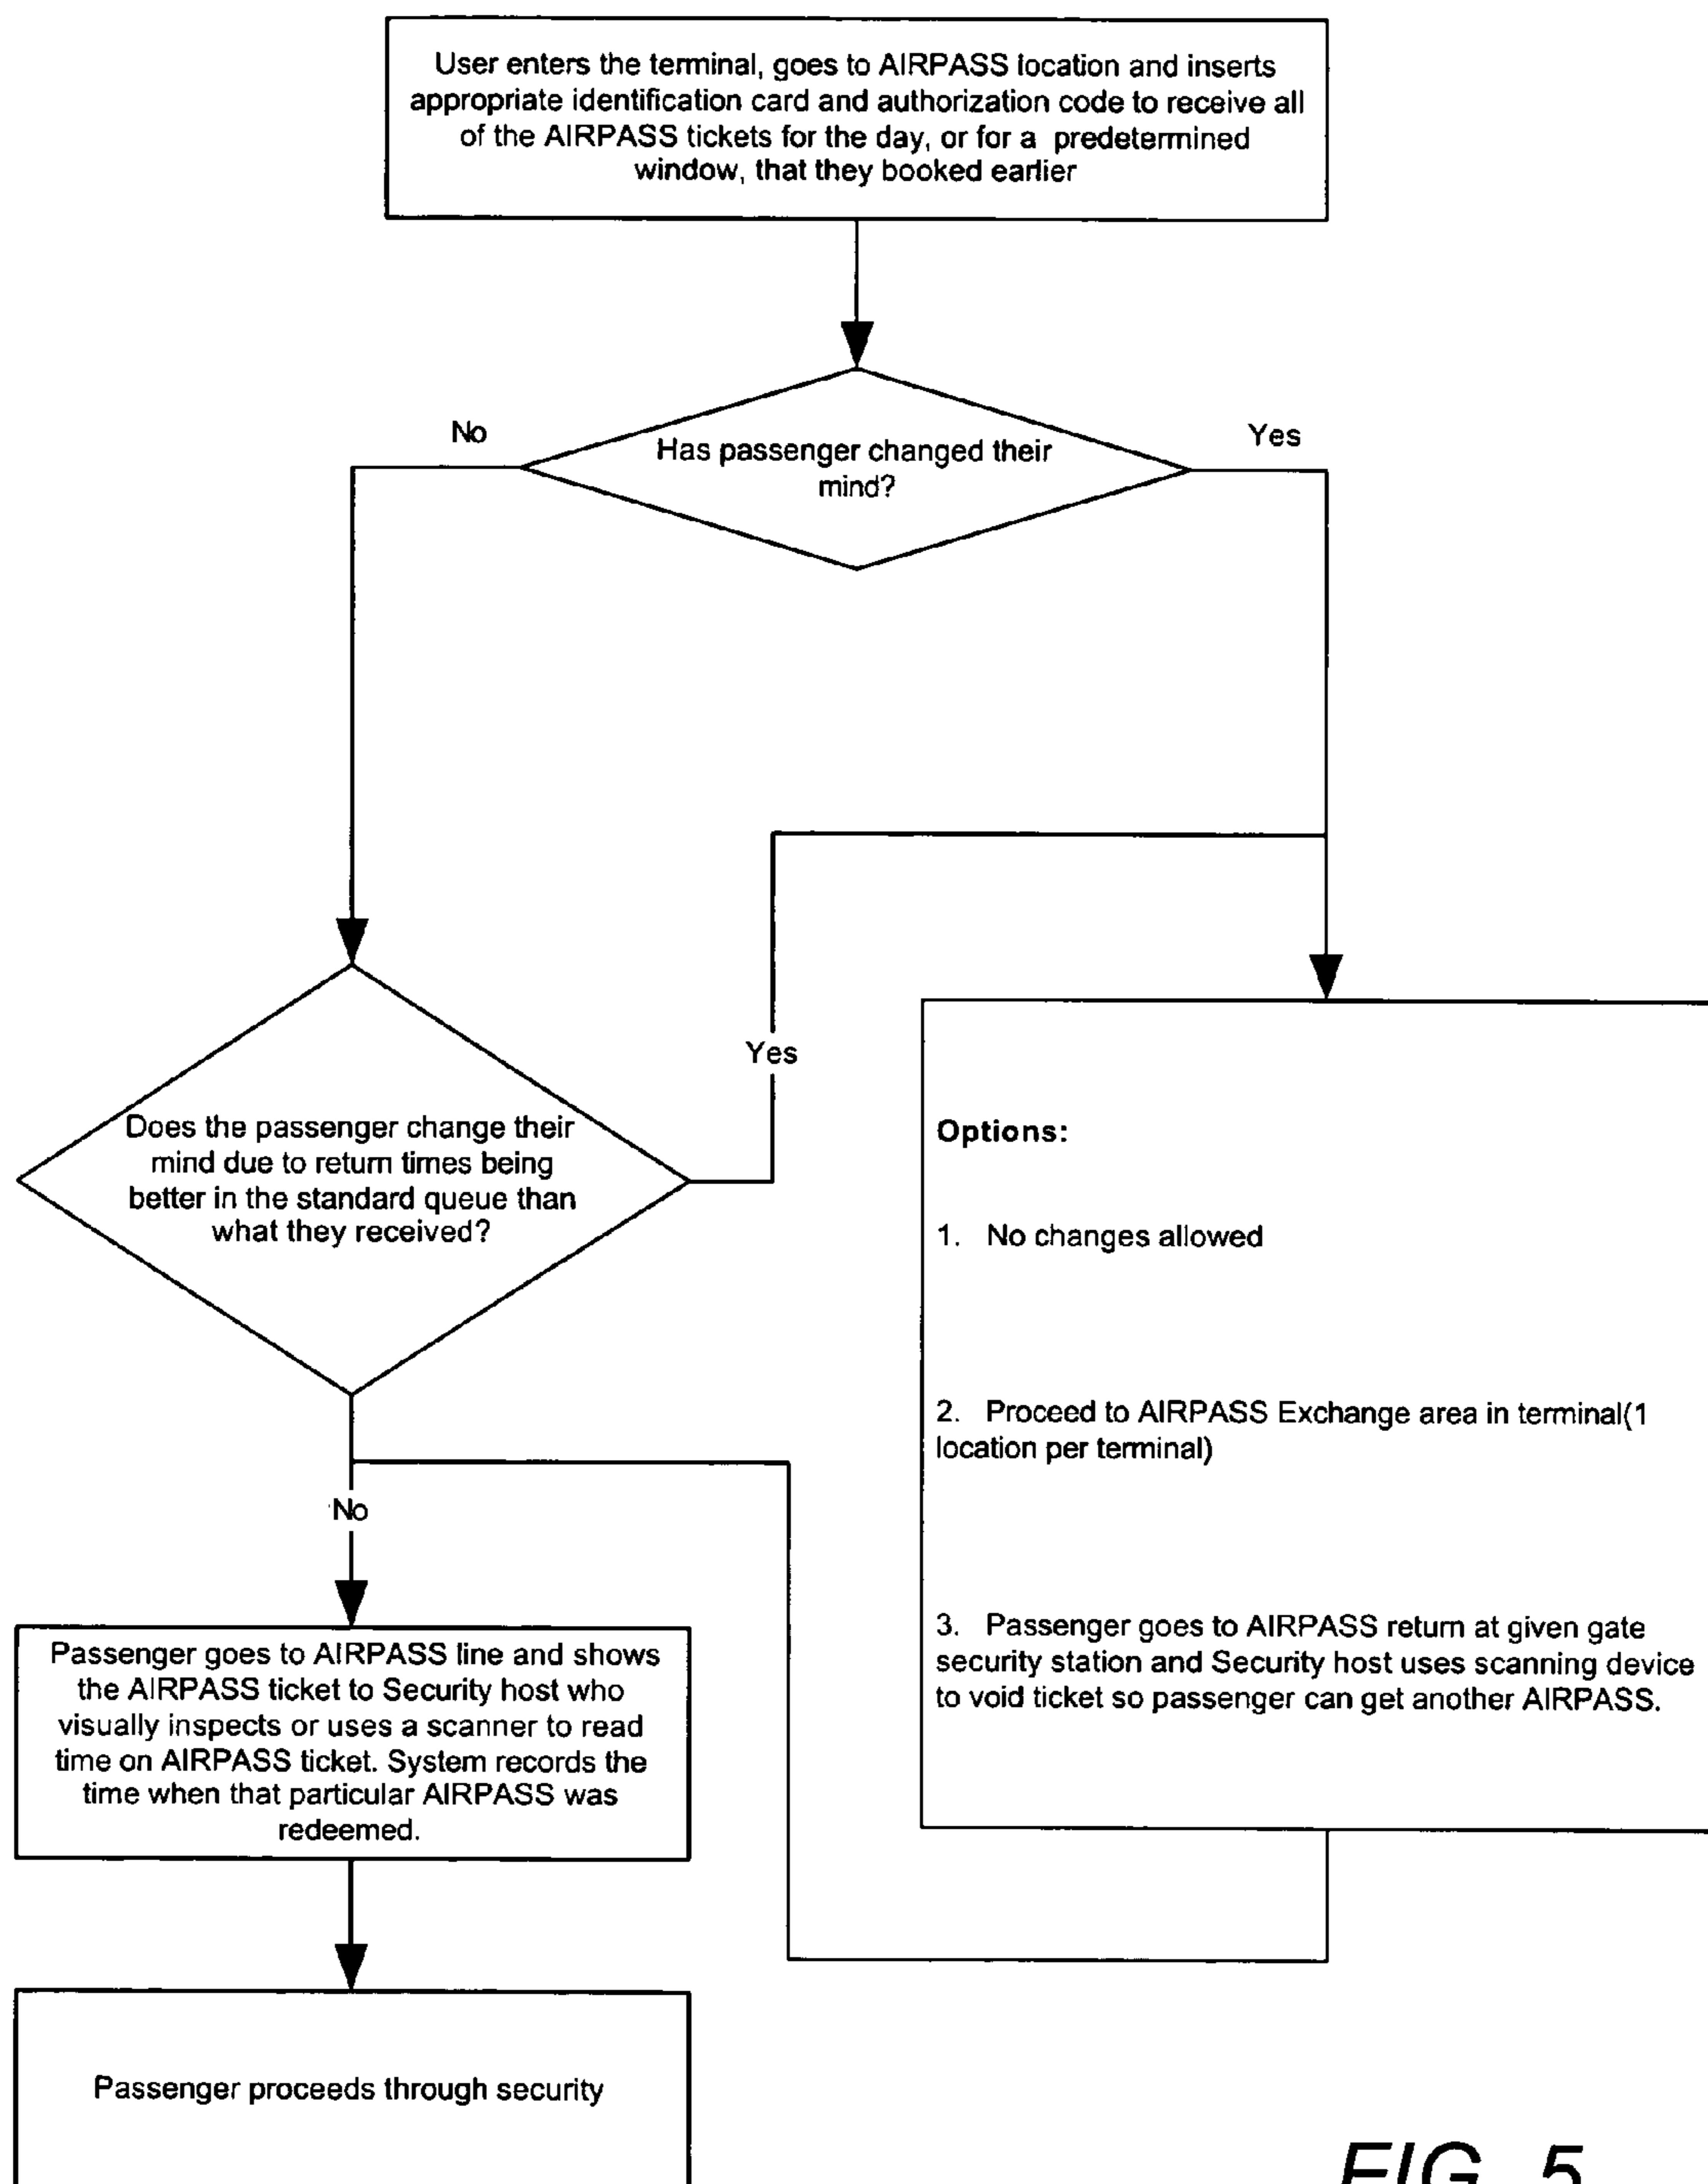 User enters the terminal, goes to AIRPASS location and inserts
appropriate identification card and authorization code to receive all
of the AIRPASS tickets for the day, or for a predetermined
window, that they booked earlier
No
Yes
Has passenger changed their
mind?
Yes
Does the passenger change their
mind due to return times being
better in the standard queue than
what they received?
Options:
1. No changes allowed
2. Proceed to AIRPASS Exchange area in terminal(1
location per terminal)
3. Passenger goes to AIRPASS return at given gate
security station and Security host uses scanning device
to void ticket so passenger can get another AIRPASS.
No
Passenger goes to AIRPASS line and shows
the AIRPASS ticket to Security host who
visually inspects or uses a scanner to read
time on AIRPASS ticket. System records the
time when that particular AIRPASS was
redeemed.
Passenger proceeds through security
FIG. 5